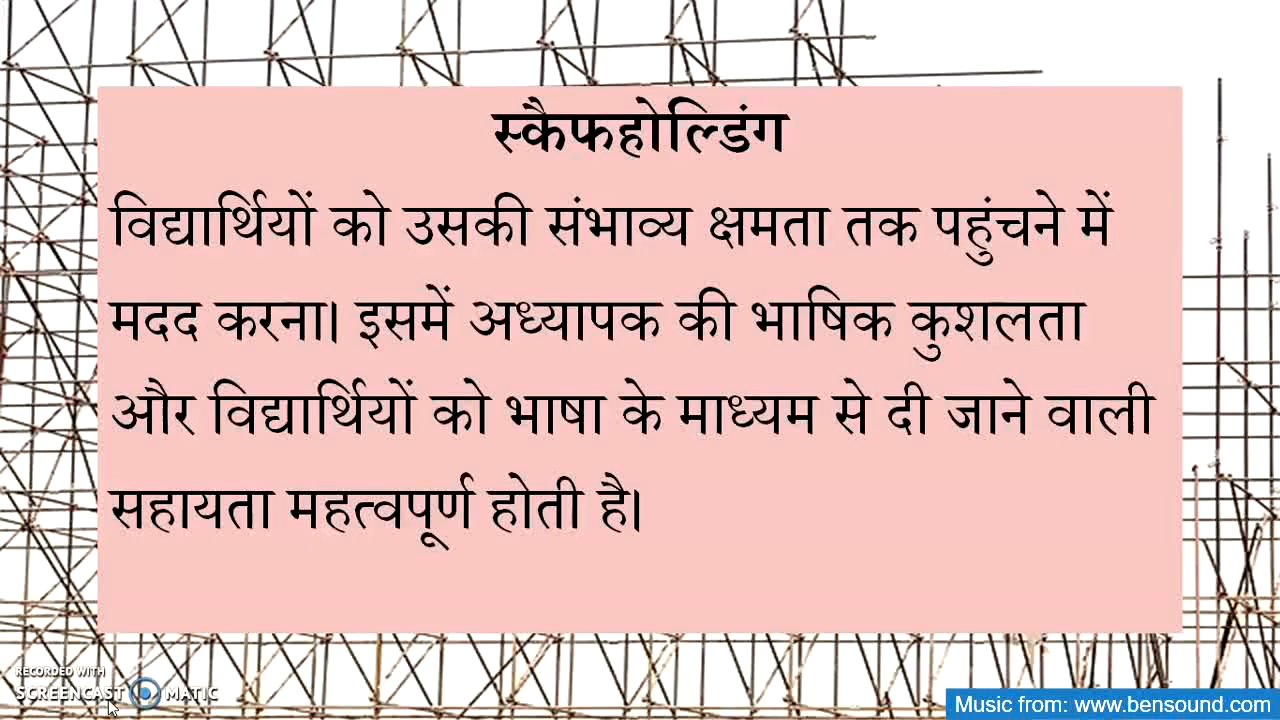 स्कैफहोल्डिंग
विद्यार्थियों को उसकी संभाव्य क्षमता तक पहुंचने में
मदद करना। इसमें अध्यापक की भाषिक कुशलता
और विद्यार्थियों को भाषा के माध्यम से दी जाने वाली
सहायता महत्वपूर्ण होती है।
RECORDED WITH
SCREENCAST MATIC
Music from: www.bensound.com